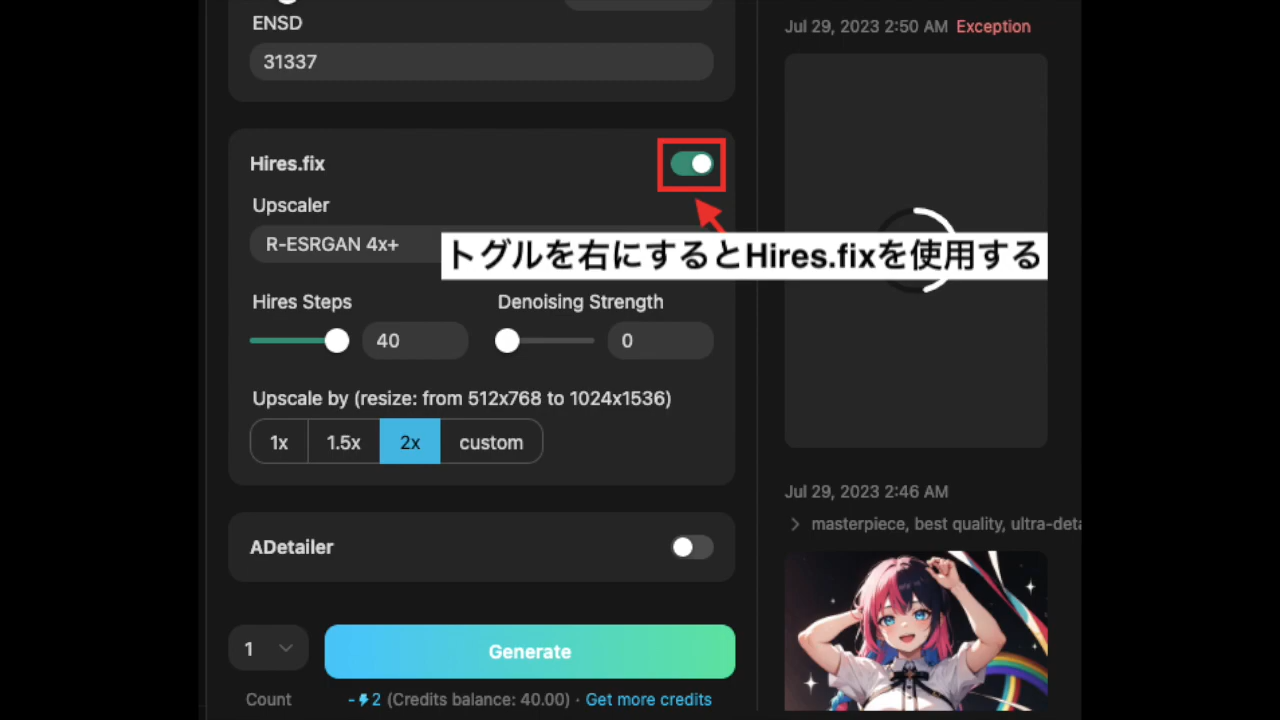 ENSD
31337
Hires.fix
Upscaler
R-ESRGAN 4x+
トグルを右にするとHires.fixを使用する
Hires Steps
Denoising Strength
40
0
Upscale by (resize: from 512x768 to 1024x1536)
1x 1.5x 2x custom
ADetailer
1
Generate
Count
-2 (Credits balance: 40.00) · Get more credits
Jul 29, 2023 2:50 AM Exception
Jul 29, 2023 2:46 AM
masterpiece, best quality, ultra-deta